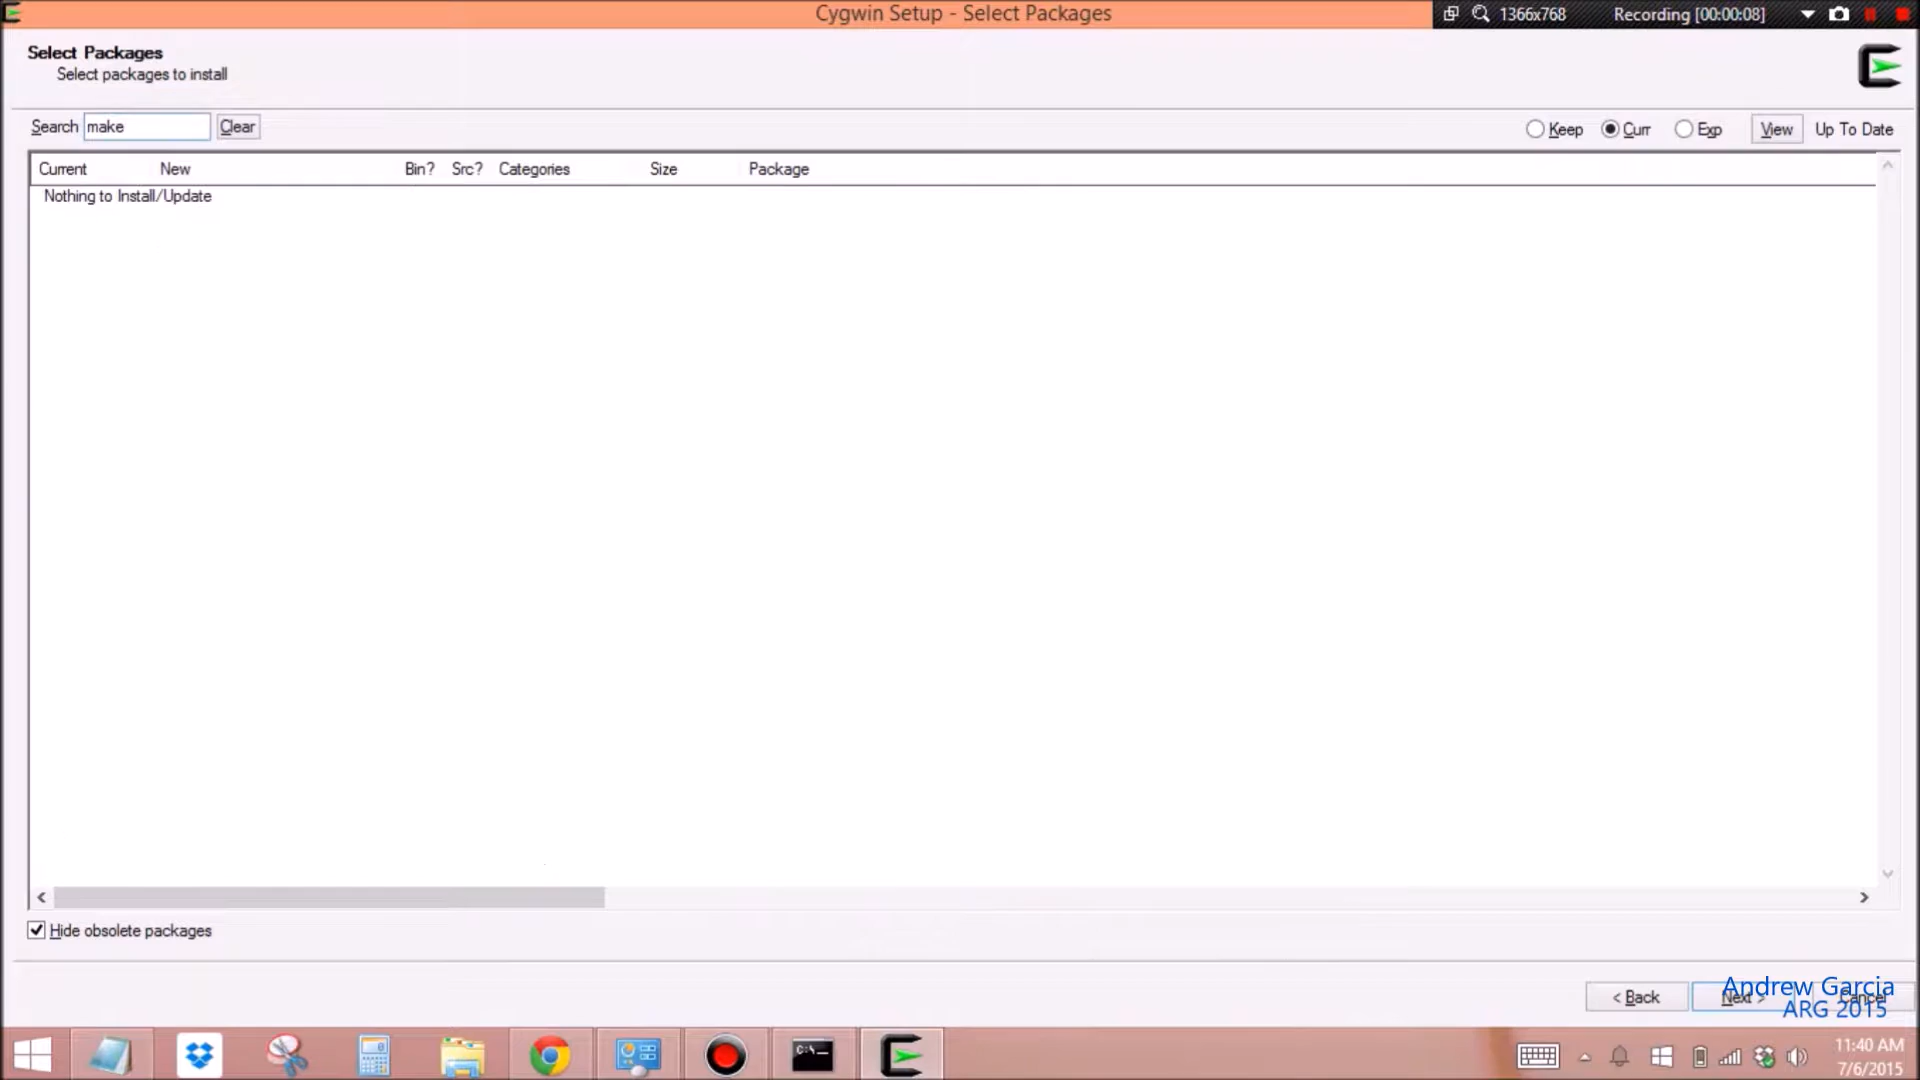 Cygwin Setup - Select Packages
1366x768
Recording [00:00:08]
Select Packages
Select packages to install
Search make Clear
Keep Curr Exp View Up To Date
Current New Bin? Src? Categories Size Package
Nothing to Install/Update
Hide obsolete packages
< Back Next > Cancel
Andrew Garcia
ARG 2015
C:\_
11:40 AM
7/6/2015